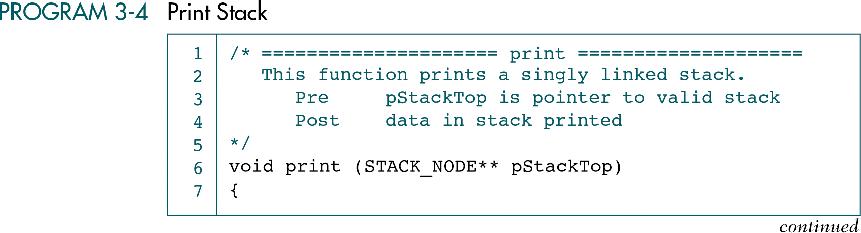 PROGRAM 3-4 Print Stack
1 /* ===================== print ====================
2 This function prints a singly linked stack.
3 Pre pStackTop is pointer to valid stack
4 Post data in stack printed
5 */
6 void print (STACK_NODE** pStackTop)
7 {
continued